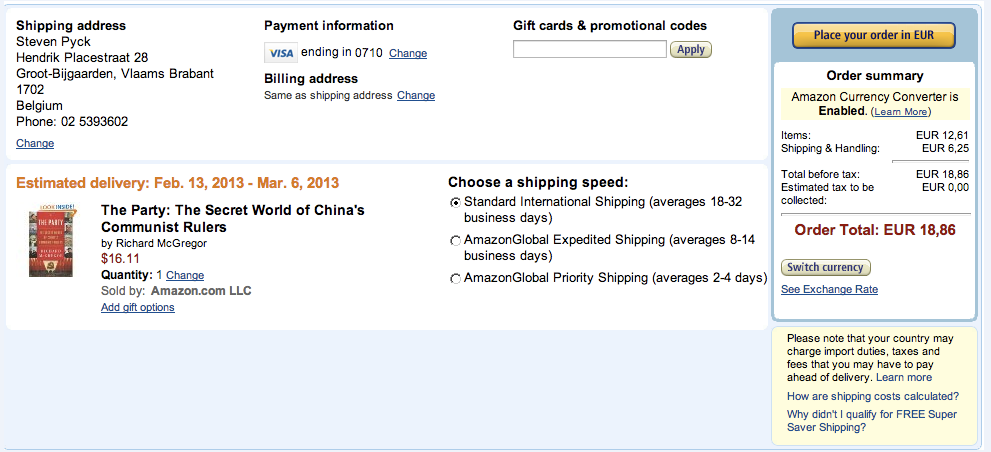 Shipping address
Steven Pyck
Hendrik Placestraat 28
Groot-Bijgaarden, Vlaams Brabant
1702
Belgium
Phone: 02 5393602
Change
Payment information
VISA ending in 0710 Change
Billing address
Same as shipping address Change
Gift cards & promotional codes
Apply
Estimated delivery: Feb. 13, 2013 - Mar. 6, 2013
LOOK INSIDE!
THE PARTY
RICHARD McGREGOR
The Party: The Secret World of China's
Communist Rulers
by Richard McGregor
$16.11
Quantity: 1 Change
Sold by: Amazon.com LLC
Add gift options
Choose a shipping speed:
Standard International Shipping (averages 18-32
business days)
AmazonGlobal Expedited Shipping (averages 8-14
business days)
AmazonGlobal Priority Shipping (averages 2-4 days)
Place your order in EUR
Order summary
Amazon Currency Converter is
Enabled. (Learn More)
Items: EUR 12,61
Shipping & Handling: EUR 6,25
Total before tax: EUR 18,86
Estimated tax to be EUR 0,00
collected:
Order Total: EUR 18,86
Switch currency
See Exchange Rate
Please note that your country may
charge import duties, taxes and
fees that you may have to pay
ahead of delivery. Learn more
How are shipping costs calculated?
Why didn't I qualify for FREE Super
Saver Shipping?